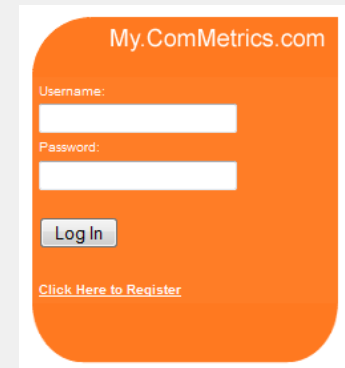 My.ComMetrics.com
Username:
Password:
Log In
Click Here to Register